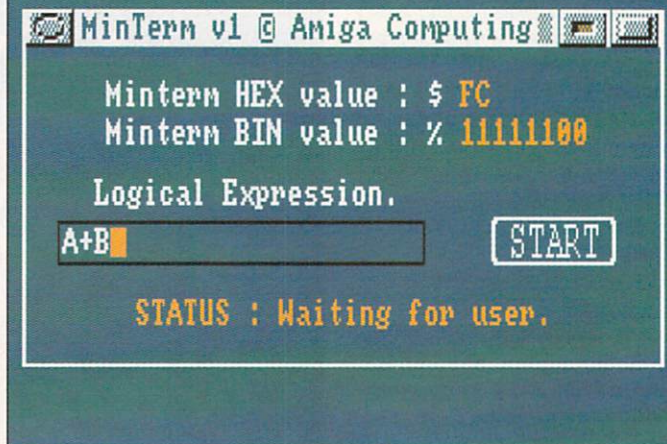 MinTerm v1 © Amiga Computing
Minterm HEX value : $ FC
Minterm BIN value : % 11111100
Logical Expression.
A+B
START
STATUS : Waiting for user.